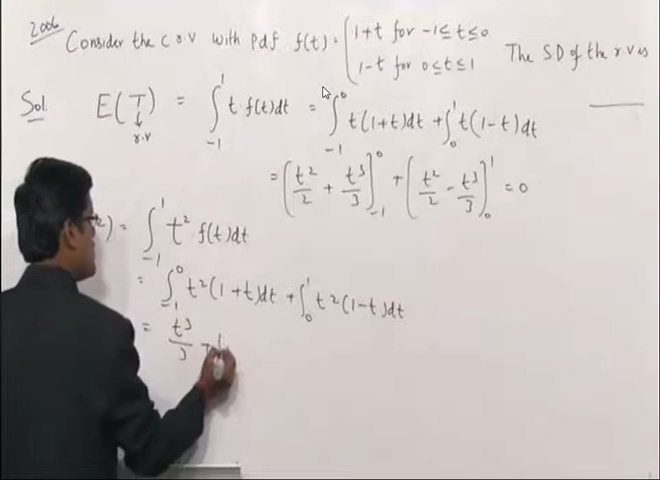 2006 Consider the c r.v with Pdf f(t) = { 1+t for -1≤t≤0
1-t for 0≤t≤1
The SD of the r.v is ______
Sol E(T) = ∫_{-1}^{1} t·f(t)dt = ∫_{-1}^{0} t(1+t)dt + ∫_{0}^{1} t(1-t)dt
↓
r.v
= (t²/2 + t³/3]_{-1}^{0} + (t²/2 - t³/3]_{0}^{1} = 0
²) = ∫_{-1}^{1} t² f(t)dt
= ∫_{-1}^{0} t²(1+t)dt + ∫_{0}^{1} t²(1-t)dt
= t³/3 +